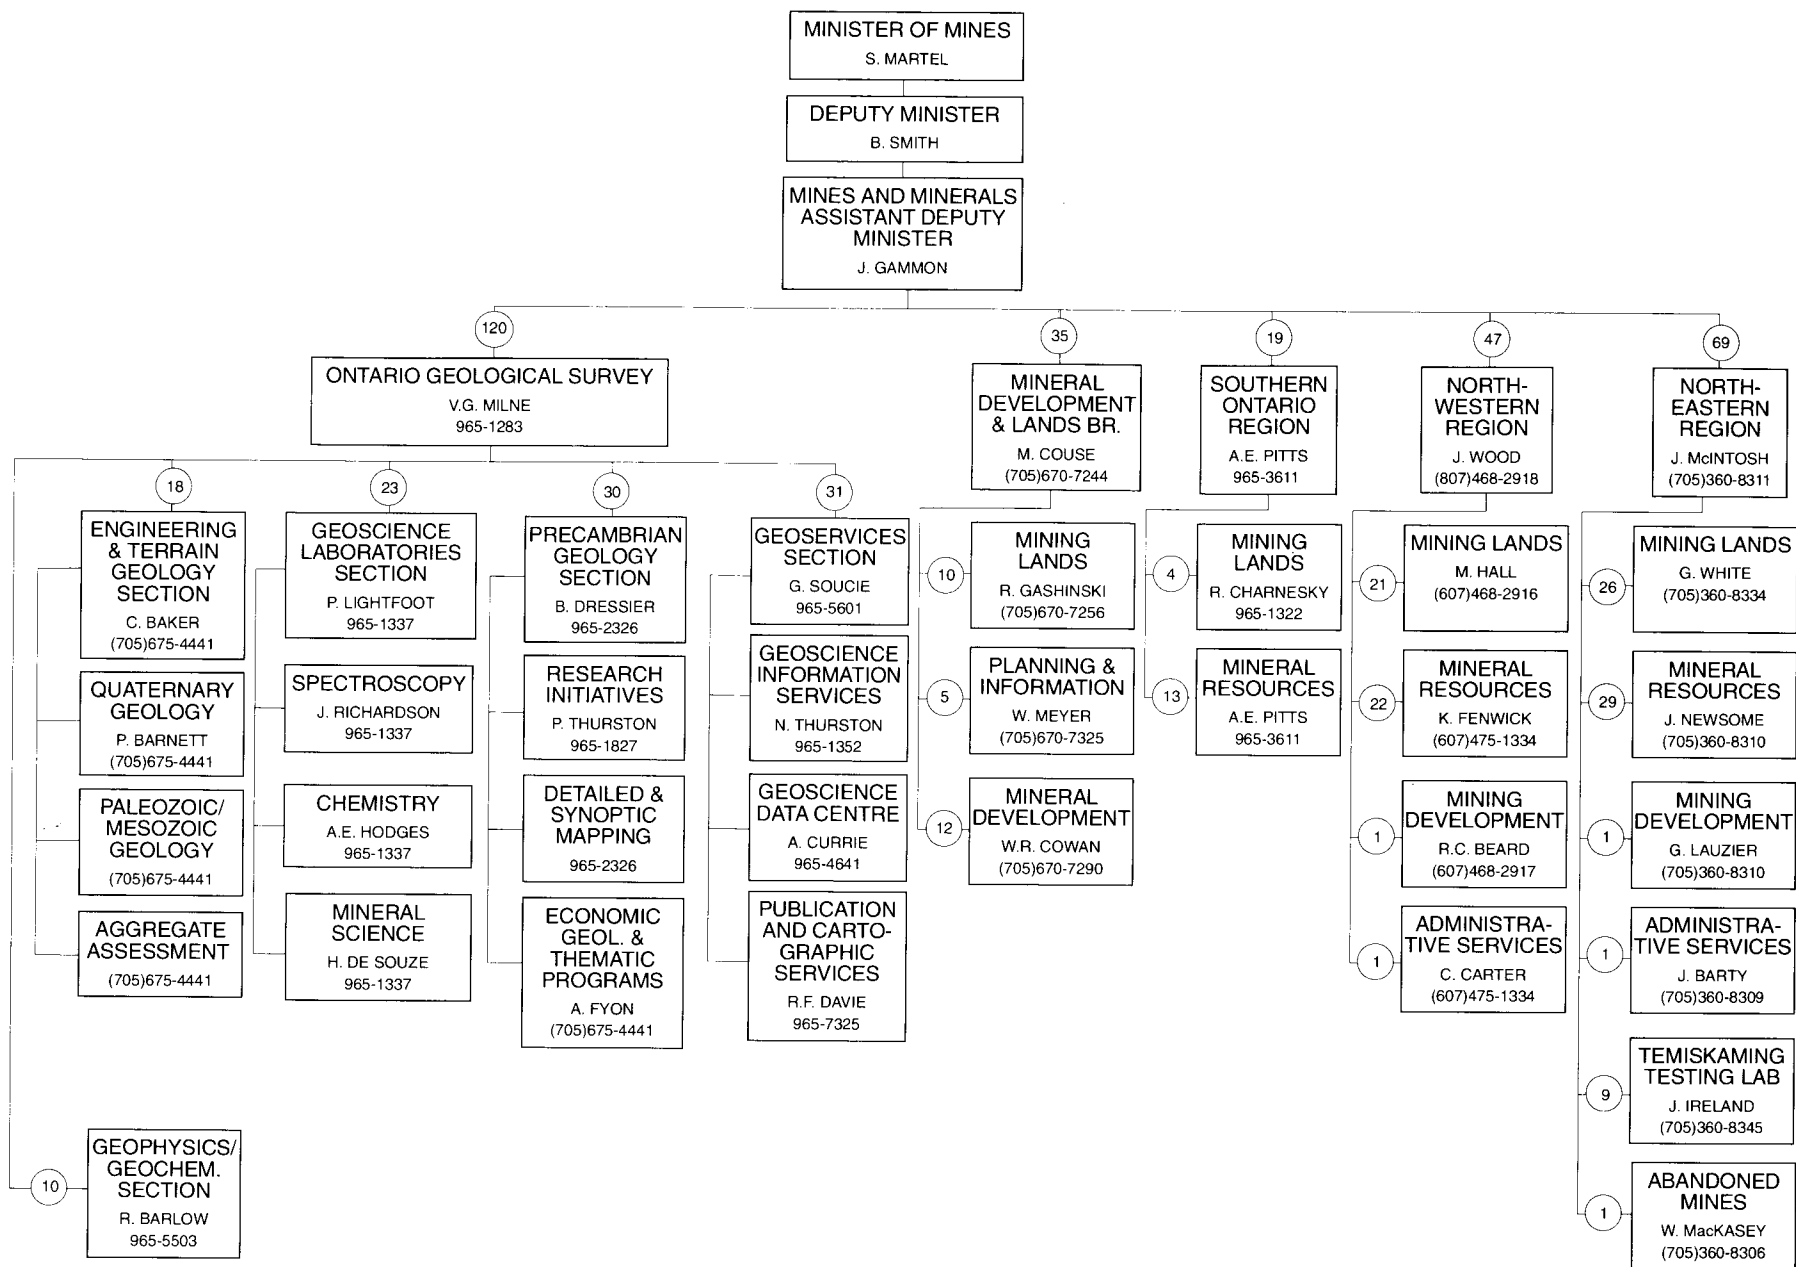 MINISTER OF MINES
S. MARTEL
DEPUTY MINISTER
B. SMITH
MINES AND MINERALS
ASSISTANT DEPUTY
MINISTER
J. GAMMON
120
ONTARIO GEOLOGICAL SURVEY
V.G. MILNE
965-1283
18
ENGINEERING
& TERRAIN
GEOLOGY
SECTION
C. BAKER
(705)675-4441
QUATERNARY
GEOLOGY
P. BARNETT
(705)675-4441
PALEOZOIC/
MESOZOIC
GEOLOGY
(705)675-4441
AGGREGATE
ASSESSMENT
(705)675-4441
10
GEOPHYSICS/
GEOCHEM.
SECTION
R. BARLOW
965-5503
23
GEOSCIENCE
LABORATORIES
SECTION
P. LIGHTFOOT
965-1337
SPECTROSCOPY
J. RICHARDSON
965-1337
CHEMISTRY
A.E. HODGES
965-1337
MINERAL
SCIENCE
H. DE SOUZE
965-1337
30
PRECAMBRIAN
GEOLOGY
SECTION
B. DRESSIER
965-2326
RESEARCH
INITIATIVES
P. THURSTON
965-1827
DETAILED &
SYNOPTIC
MAPPING
965-2326
ECONOMIC
GEOL. &
THEMATIC
PROGRAMS
A. FYON
(705)675-4441
31
GEOSERVICES
SECTION
G. SOUCIE
965-5601
GEOSCIENCE
INFORMATION
SERVICES
N. THURSTON
965-1352
GEOSCIENCE
DATA CENTRE
A. CURRIE
965-4641
PUBLICATION
AND CARTO-
GRAPHIC
SERVICES
R.F. DAVIE
965-7325
35
MINERAL
DEVELOPMENT
& LANDS BR.
M. COUSE
(705)670-7244
10
MINING
LANDS
R. GASHINSKI
(705)670-7256
5
PLANNING &
INFORMATION
W. MEYER
(705)670-7325
12
MINERAL
DEVELOPMENT
W.R. COWAN
(705)670-7290
19
SOUTHERN
ONTARIO
REGION
A.E. PITTS
965-3611
4
MINING
LANDS
R. CHARNESKY
965-1322
13
MINERAL
RESOURCES
A.E. PITTS
965-3611
47
NORTH-
WESTERN
REGION
J. WOOD
(807)468-2918
21
MINING LANDS
M. HALL
(607)468-2916
22
MINERAL
RESOURCES
K. FENWICK
(607)475-1334
1
MINING
DEVELOPMENT
R.C. BEARD
(607)468-2917
1
ADMINISTRA-
TIVE SERVICES
C. CARTER
(607)475-1334
69
NORTH-
EASTERN
REGION
J. McINTOSH
(705)360-8311
26
MINING LANDS
G. WHITE
(705)360-8334
29
MINERAL
RESOURCES
J. NEWSOME
(705)360-8310
1
MINING
DEVELOPMENT
G. LAUZIER
(705)360-8310
1
ADMINISTRA-
TIVE SERVICES
J. BARTY
(705)360-8309
9
TEMISKAMING
TESTING LAB
J. IRELAND
(705)360-8345
1
ABANDONED
MINES
W. MacKASEY
(705)360-8306